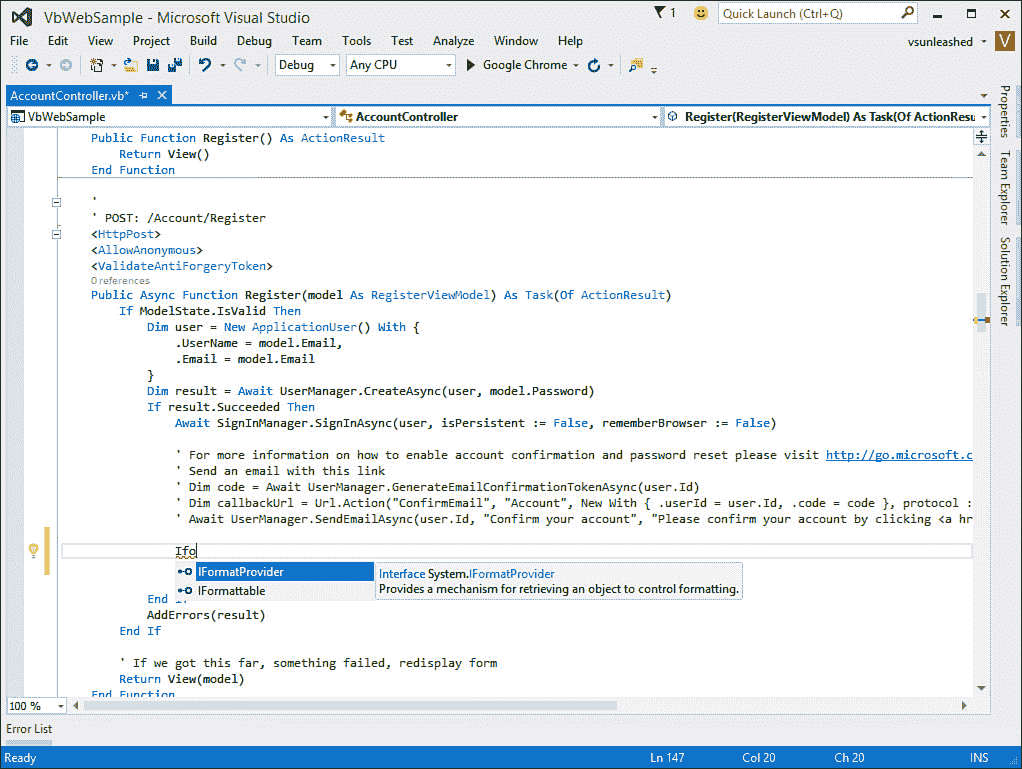 VbWebSample - Microsoft Visual Studio
1
Quick Launch (Ctrl+Q)
File Edit View Project Build Debug Team Tools Test Analyze Window Help
vsunleashed
V
Debug
Any CPU
Google Chrome
AccountController.vb*
VbWebSample
AccountController
Register(RegisterViewModel) As Task(Of ActionResu
Properties
Team Explorer
Solution Explorer
Public Function Register() As ActionResult
Return View()
End Function
'
' POST: /Account/Register
<HttpPost>
<AllowAnonymous>
<ValidateAntiForgeryToken>
0 references
Public Async Function Register(model As RegisterViewModel) As Task(Of ActionResult)
If ModelState.IsValid Then
Dim user = New ApplicationUser() With {
.UserName = model.Email,
.Email = model.Email
}
Dim result = Await UserManager.CreateAsync(user, model.Password)
If result.Succeeded Then
Await SignInManager.SignInAsync(user, isPersistent := False, rememberBrowser := False)
' For more information on how to enable account confirmation and password reset please visit http://go.microsoft.c
' Send an email with this link
' Dim code = Await UserManager.GenerateEmailConfirmationTokenAsync(user.Id)
' Dim callbackUrl = Url.Action("ConfirmEmail", "Account", New With { .userId = user.Id, .code = code }, protocol :
' Await UserManager.SendEmailAsync(user.Id, "Confirm your account", "Please confirm your account by clicking <a hr
Ifo
IFormatProvider
IFormattable
Interface System.IFormatProvider
Provides a mechanism for retrieving an object to control formatting.
End
AddErrors(result)
End If
' If we got this far, something failed, redisplay form
Return View(model)
End Function
100 %
Error List
Ready
Ln 147
Col 20
Ch 20
INS